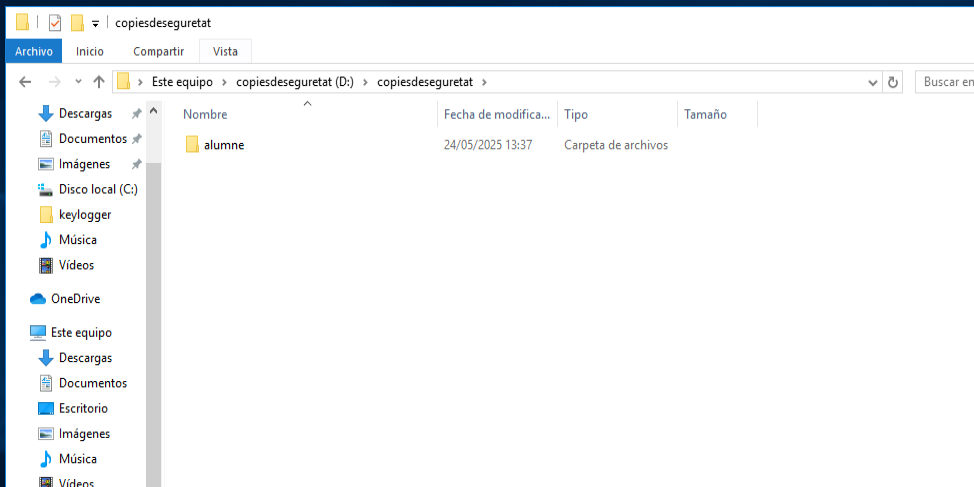 copiesdeseguretat
Archivo Inicio Compartir Vista
Este equipo copiesdeseguretat (D:) copiesdeseguretat
Buscar en
Descargas
Documentos
Imágenes
Disco local (C:)
keylogger
Música
Vídeos
OneDrive
Este equipo
Descargas
Documentos
Escritorio
Imágenes
Música
Vídeos
Nombre Fecha de modifica... Tipo Tamaño
alumne 24/05/2025 13:37 Carpeta de archivos